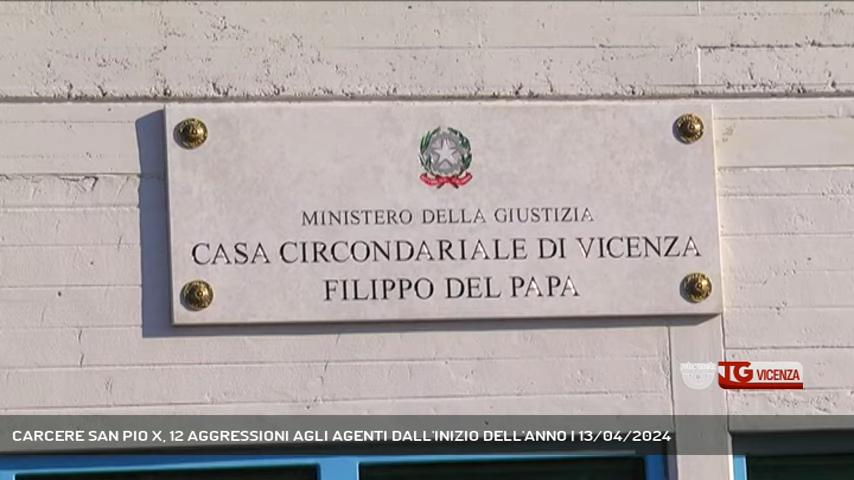 MINISTERO DELLA GIUSTIZIA
CASA CIRCONDARIALE DI VICENZA
FILIPPO DEL PAPA
TG VICENZA
CARCERE SAN PIO X, 12 AGGRESSIONI AGLI AGENTI DALL'INIZIO DELL'ANNO | 13/04/2024